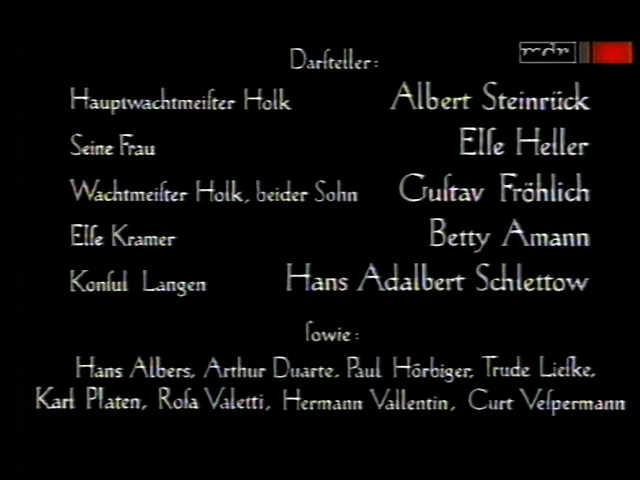 mdr
Darſteller:
Hauptwachtmeiſter Holk Albert Steinrück
Seine Frau Elſe Heller
Wachtmeiſter Holk, beider Sohn Guſtav Fröhlich
Elſe Kramer Betty Amann
Konſul Langen Hans Adalbert Schlettow
ſowie:
Hans Albers, Arthur Duarte, Paul Hörbiger, Trude Lieſke,
Karl Platen, Roſa Valetti, Hermann Vallentin, Curt Veſpermann